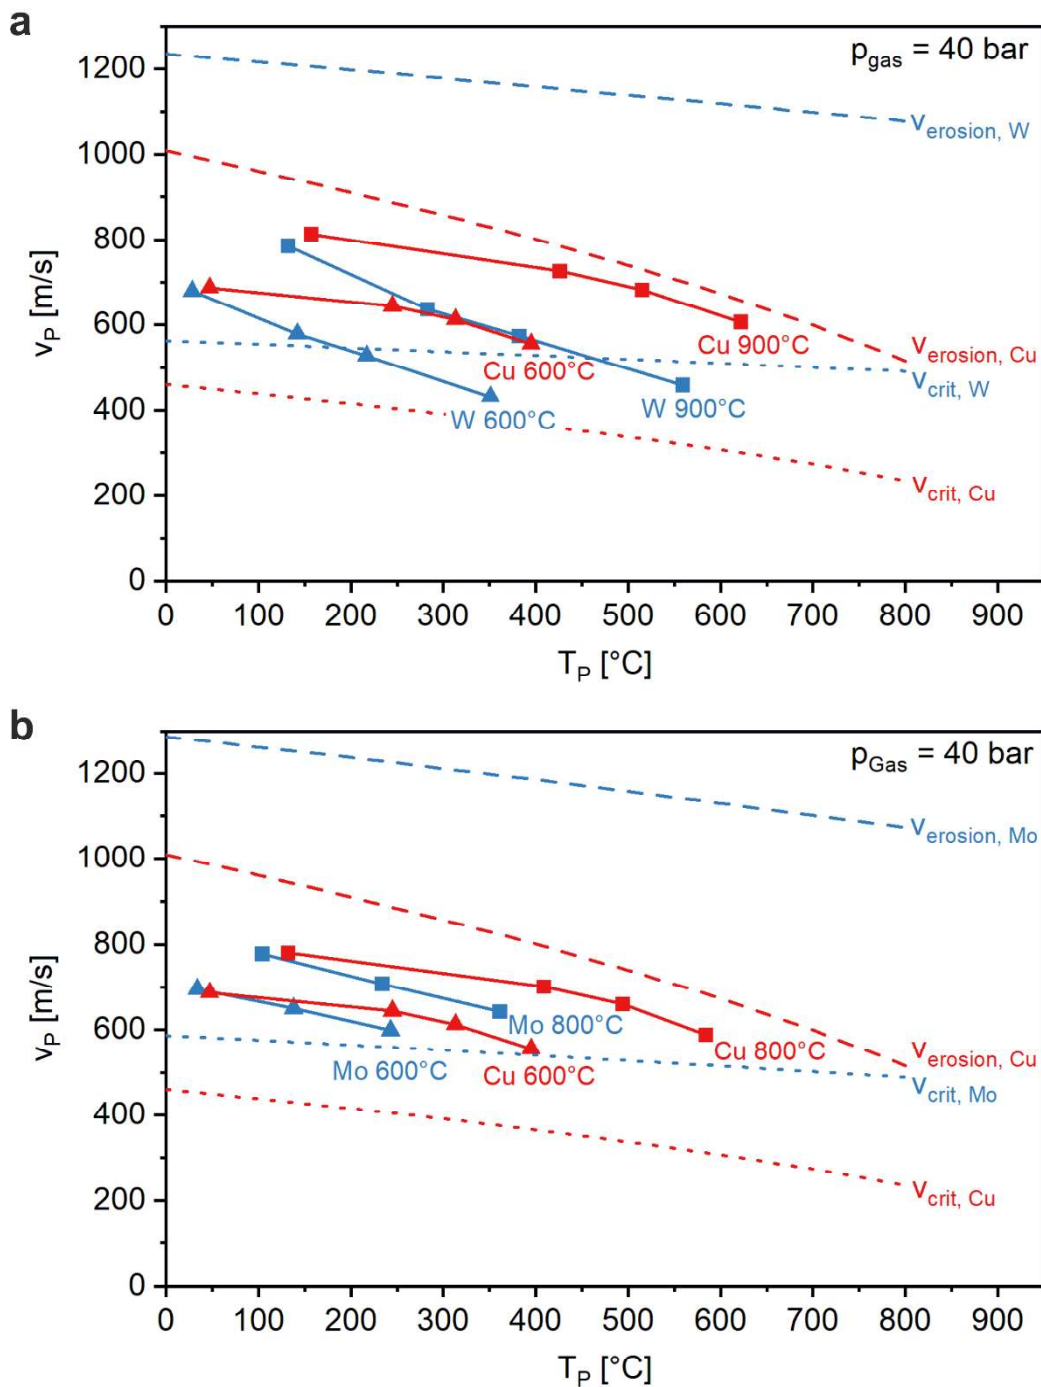 a
p_gas = 40 bar
1200
1000
800
600
400
200
0
v_P [m/s]
v_erosion, W
Cu 900°C
v_erosion, Cu
Cu 600°C
v_crit, W
W 600°C
W 900°C
v_crit, Cu
0 100 200 300 400 500 600 700 800 900
T_P [°C]
b
p_Gas = 40 bar
1200
1000
800
600
400
200
0
v_P [m/s]
v_erosion, Mo
Mo 800°C
Cu 800°C
v_erosion, Cu
Mo 600°C
Cu 600°C
v_crit, Mo
v_crit, Cu
0 100 200 300 400 500 600 700 800 900
T_P [°C]